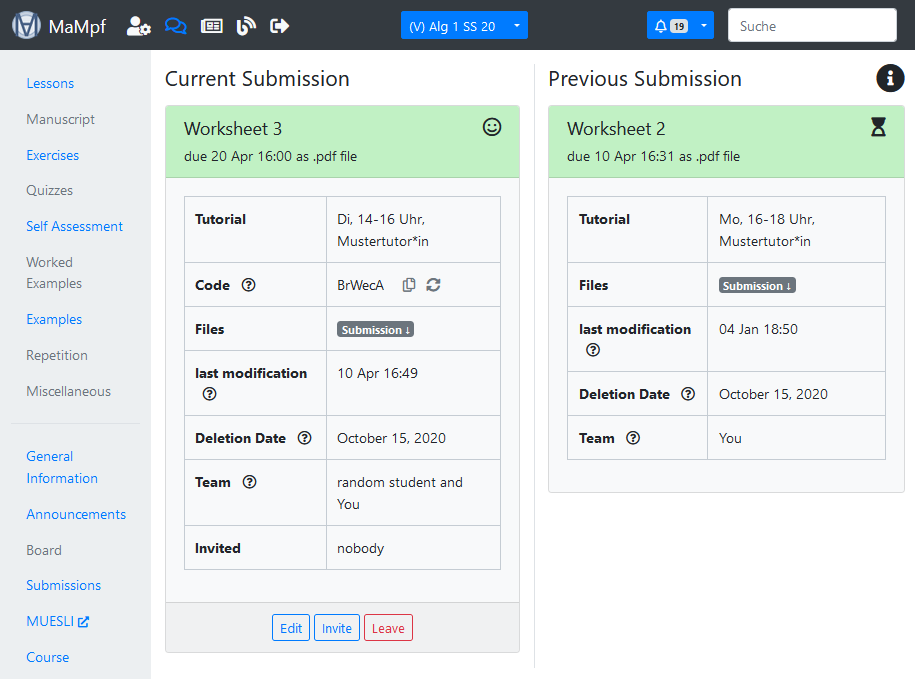 MaMpf
(V) Alg 1 SS 20
19
Suche
Lessons
Manuscript
Exercises
Quizzes
Self Assessment
Worked
Examples
Examples
Repetition
Miscellaneous
General
Information
Announcements
Board
Submissions
MUESLI
Course
Current Submission
Worksheet 3
due 20 Apr 16:00 as .pdf file
Tutorial
Di, 14-16 Uhr,
Mustertutor*in
Code
BrWecA
Files
Submission ↓
last modification
10 Apr 16:49
Deletion Date
October 15, 2020
Team
random student and
You
Invited
nobody
Edit
Invite
Leave
Previous Submission
Worksheet 2
due 10 Apr 16:31 as .pdf file
Tutorial
Mo, 16-18 Uhr,
Mustertutor*in
Files
Submission ↓
last modification
04 Jan 18:50
Deletion Date
October 15, 2020
Team
You